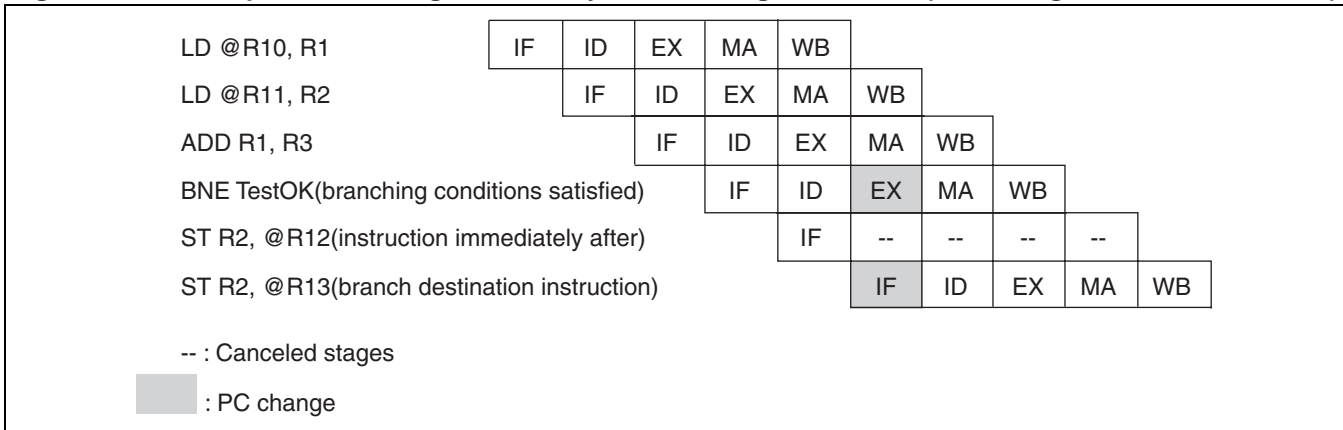 LD @R10, R1 IF ID EX MA WB
LD @R11, R2 IF ID EX MA WB
ADD R1, R3 IF ID EX MA WB
BNE TestOK(branching conditions satisfied) IF ID EX MA WB
ST R2, @R12(instruction immediately after) IF -- -- -- --
ST R2, @R13(branch destination instruction) IF ID EX MA WB
-- : Canceled stages
: PC change